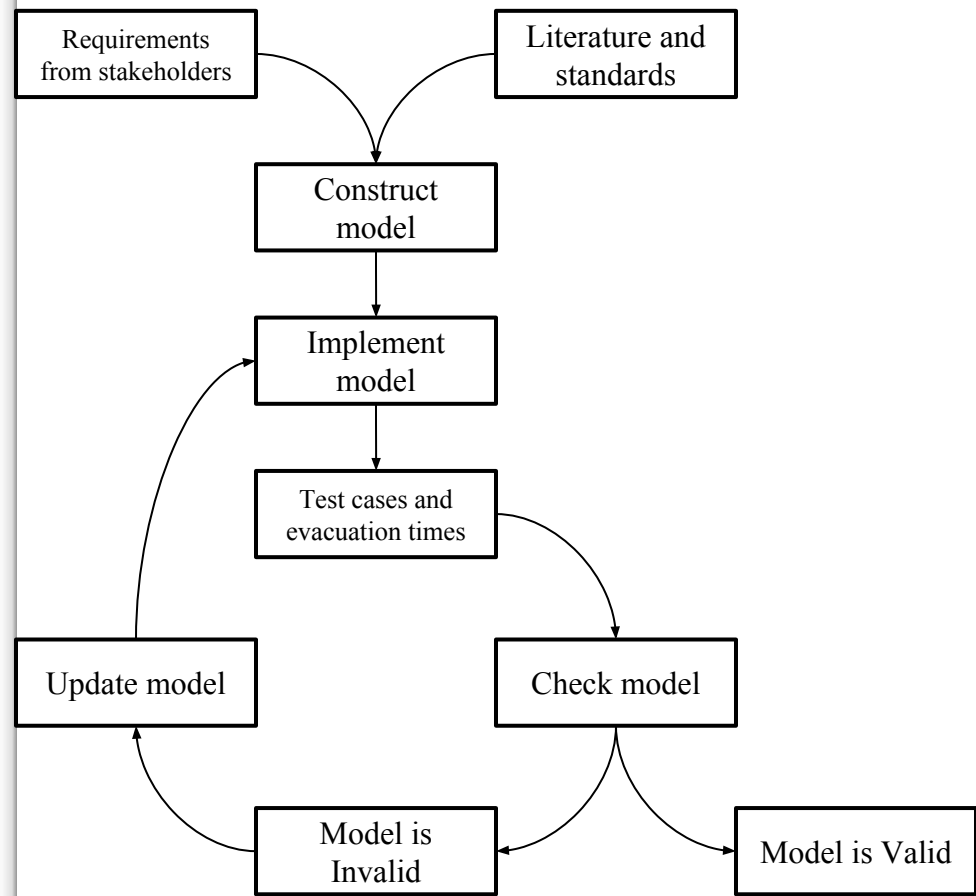 Requirements
from stakeholders
Literature and
standards
Construct
model
Implement
model
Test cases and
evacuation times
Update model
Check model
Model is
Invalid
Model is Valid